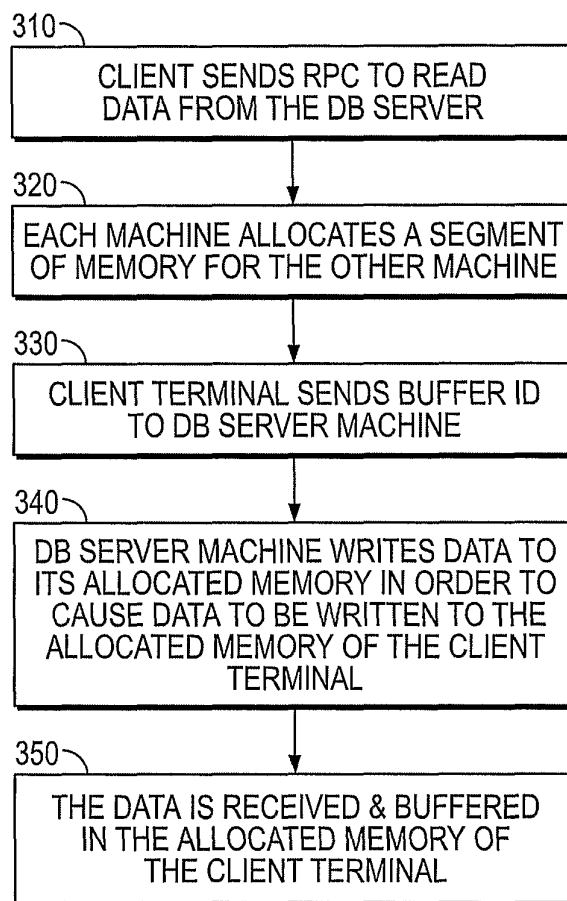 310
CLIENT SENDS RPC TO READ
DATA FROM THE DB SERVER
320
EACH MACHINE ALLOCATES A SEGMENT
OF MEMORY FOR THE OTHER MACHINE
330
CLIENT TERMINAL SENDS BUFFER ID
TO DB SERVER MACHINE
340
DB SERVER MACHINE WRITES DATA TO
ITS ALLOCATED MEMORY IN ORDER TO
CAUSE DATA TO BE WRITTEN TO THE
ALLOCATED MEMORY OF THE CLIENT
TERMINAL
350
THE DATA IS RECEIVED & BUFFERED
IN THE ALLOCATED MEMORY OF
THE CLIENT TERMINAL